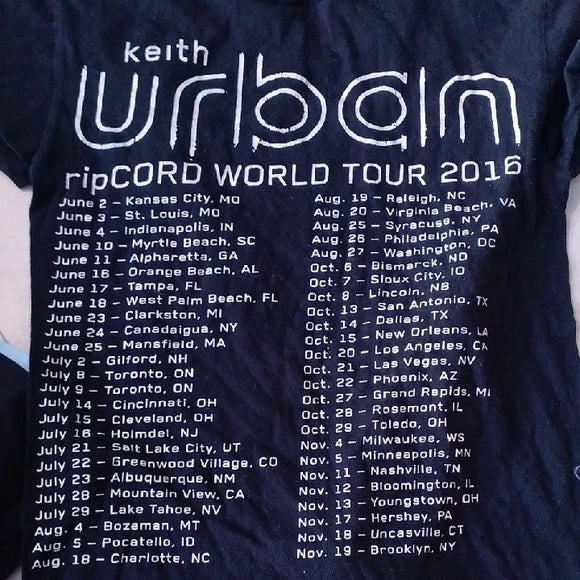 keith
urban
ripCORD WORLD TOUR 2016
June 2 – Kansas City, MO
June 3 – St. Louis, MO
June 4 – Indianapolis, IN
June 10 – Myrtle Beach, SC
June 11 – Alpharetta, GA
June 16 – Orange Beach, AL
June 17 – Tampa, FL
June 18 – West Palm Beach, FL
June 23 – Clarkston, MI
June 24 – Canadaigua, NY
June 25 – Mansfield, MA
July 2 – Gilford, NH
July 8 – Toronto, ON
July 9 – Toronto, ON
July 14 – Cincinnati, OH
July 15 – Cleveland, OH
July 16 – Holmdel, NJ
July 21 – Salt Lake City, UT
July 22 – Greenwood Village, CO
July 23 – Albuquerque, NM
July 28 – Mountain View, CA
July 29 – Lake Tahoe, NV
Aug. 4 – Bozeman, MT
Aug. 5 – Pocatello, ID
Aug. 18 – Charlotte, NC
Aug. 19 – Raleigh, NC
Aug. 20 – Virginia Beach, VA
Aug. 25 – Syracuse, NY
Aug. 26 – Philadelphia, PA
Aug. 27 – Washington, DC
Oct. 6 – Bismarck, ND
Oct. 7 – Sioux City, IO
Oct. 8 – Lincoln, NB
Oct. 13 – San Antonio, TX
Oct. 14 – Dallas, TX
Oct. 15 – New Orleans, LA
Oct. 20 – Los Angeles, CA
Oct. 21 – Las Vegas, NV
Oct. 22 – Phoenix, AZ
Oct. 27 – Grand Rapids, MI
Oct. 28 – Rosemont, IL
Oct. 29 – Toledo, OH
Nov. 4 – Milwaukee, WS
Nov. 5 – Minneapolis, MN
Nov. 11 – Nashville, TN
Nov. 12 – Bloomington, IL
Nov. 13 – Youngstown, OH
Nov. 17 – Hershey, PA
Nov. 18 – Uncasville, CT
Nov. 19 – Brooklyn, NY